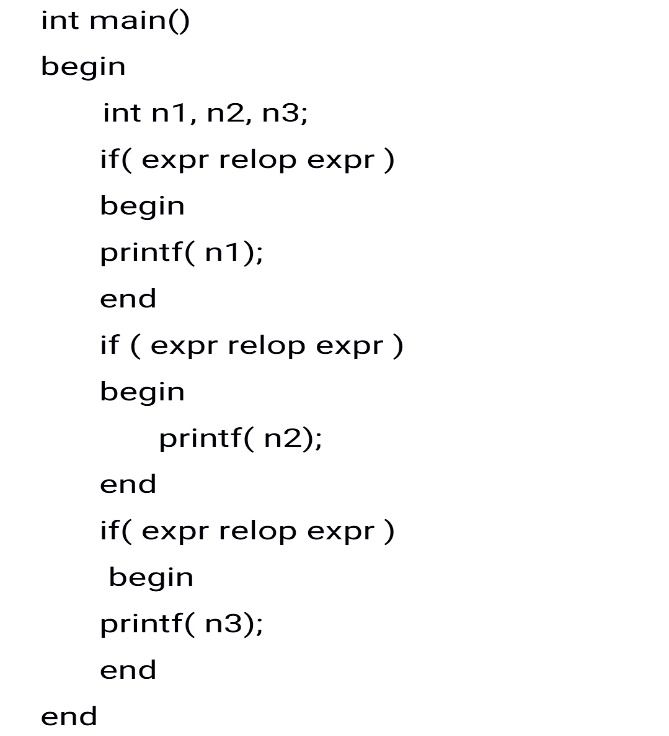 int main()
begin
int n1, n2, n3;
if( expr relop expr )
begin
printf( n1);
end
if ( expr relop expr )
begin
printf( n2);
end
if( expr relop expr )
begin
printf( n3);
end
end